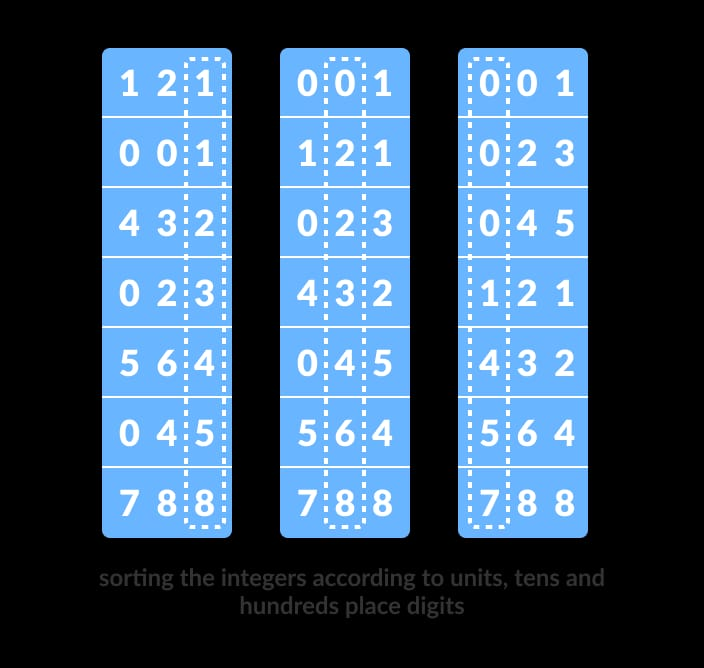 1 2 1 0 0 1 0 0 1
0 0 1 1 2 1 0 2 3
4 3 2 0 2 3 0 4 5
0 2 3 4 3 2 1 2 1
5 6 4 0 4 5 4 3 2
0 4 5 5 6 4 5 6 4
7 8 8 7 8 8 7 8 8
sorting the integers according to units, tens and
hundreds place digits